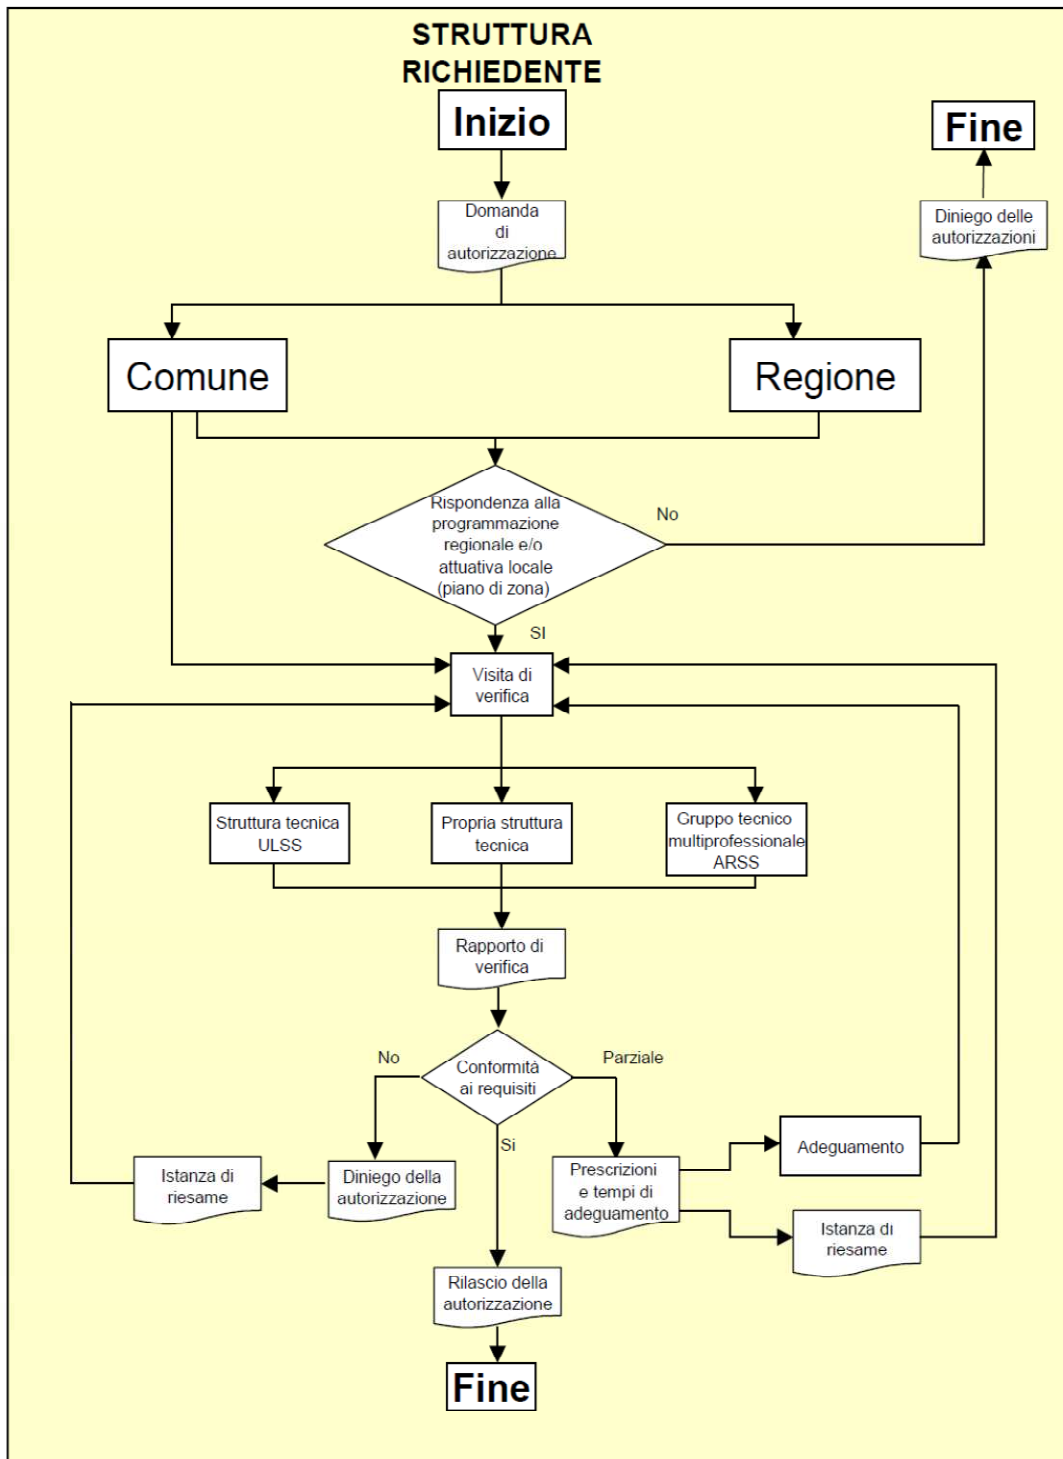 STRUTTURA
RICHIEDENTE
Inizio
Fine
Domanda
di
autorizzazione
Diniego delle
autorizzazioni
Comune
Regione
Rispondenza alla
programmazione
regionale e/o
attuativa locale
(piano di zona)
No
SI
Visita di
verifica
Struttura tecnica
ULSS
Propria struttura
tecnica
Gruppo tecnico
multiprofessionale
ARSS
Rapporto di
verifica
No
Conformità
ai requisiti
Parziale
Si
Istanza di
riesame
Diniego della
autorizzazione
Prescrizioni
e tempi di
adeguamento
Adeguamento
Istanza di
riesame
Rilascio della
autorizzazione
Fine